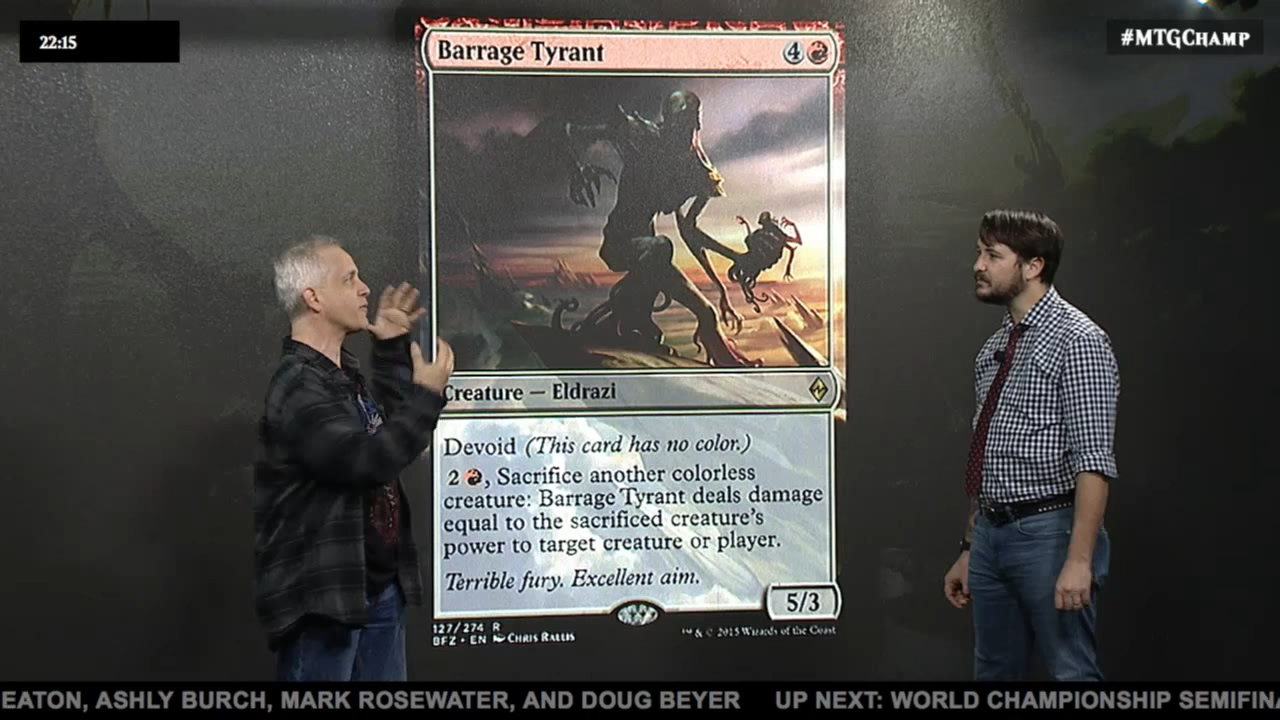 22:15
#MTGCHAMP
Barrage Tyrant 4
Creature — Eldrazi
Devoid (This card has no color.)
2 , Sacrifice another colorless
creature: Barrage Tyrant deals damage
equal to the sacrificed creature's
power to target creature or player.
Terrible fury. Excellent aim.
5/3
127/274 R
BFZ • EN CHRIS RALLIS
™ & © 2015 Wizards of the Coast
EATON, ASHLY BURCH, MARK ROSEWATER, AND DOUG BEYER UP NEXT: WORLD CHAMPIONSHIP SEMIFINA